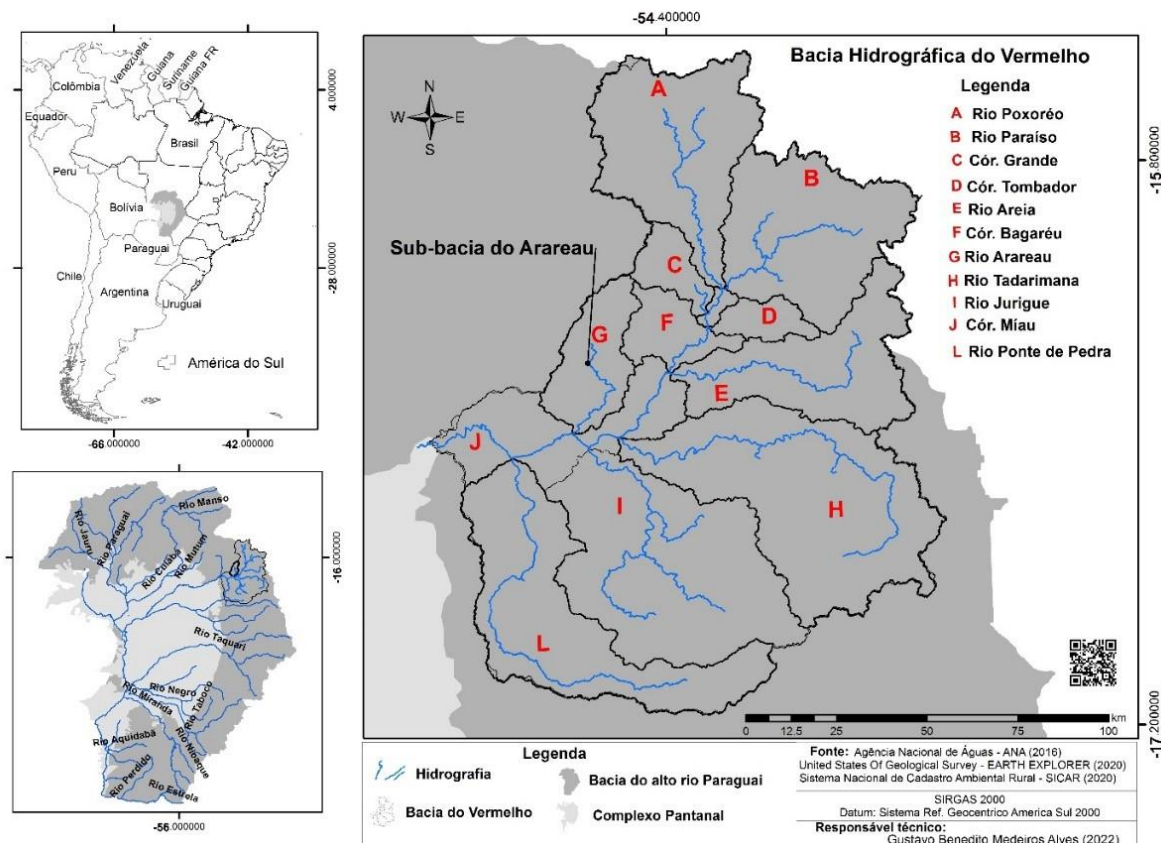 Venezuela
Guiana
Suriname
Guiana FR
Colômbia
Equador
Brasil
Peru
Bolívia
Paraguai
Chile
Argentina
Uruguai
América do Sul
4.000000
-28.000000
-66.000000
-42.000000
Rio Manso
Rio Jauru
Rio Paraguai
Rio Cuiabá
Rio Mutum
Rio Taquari
Rio Negro
Rio Miranda
Rio Taboco
Rio Aquidabã
Rio Nioaque
Rio Perdido
Rio Estrela
-16.000000
-56.000000
-54.400000
Bacia Hidrográfica do Vermelho
Legenda
A Rio Poxoréo
B Rio Paraíso
C Cór. Grande
D Cór. Tombador
E Rio Areia
F Cór. Bagaréu
G Rio Arareau
H Rio Tadarimana
I Rio Jurigue
J Cór. Míau
L Rio Ponte de Pedra
N
W E
S
Sub-bacia do Arareau
A
B
C
D
F
G
E
J
I
H
L
-15.800000
-17.200000
0 12.5 25 50 75 100 km
Legenda
Hidrografia
Bacia do Vermelho
Bacia do alto rio Paraguai
Complexo Pantanal
Fonte: Agência Nacional de Águas - ANA (2016)
United States Of Geological Survey - EARTH EXPLORER (2020)
Sistema Nacional de Cadastro Ambiental Rural - SICAR (2020)
SIRGAS 2000
Datum: Sistema Ref. Geocentrico America Sul 2000
Responsável técnico:
Gustavo Benedito Medeiros Alves (2022)